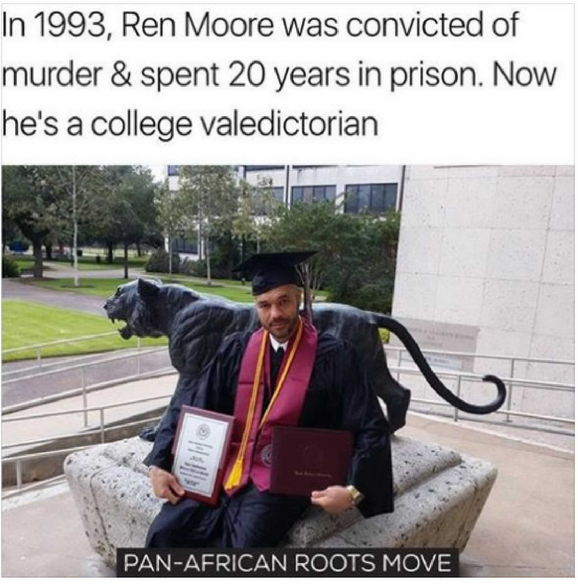 In 1993, Ren Moore was convicted of
murder & spent 20 years in prison. Now
he's a college valedictorian
PAN-AFRICAN ROOTS MOVE